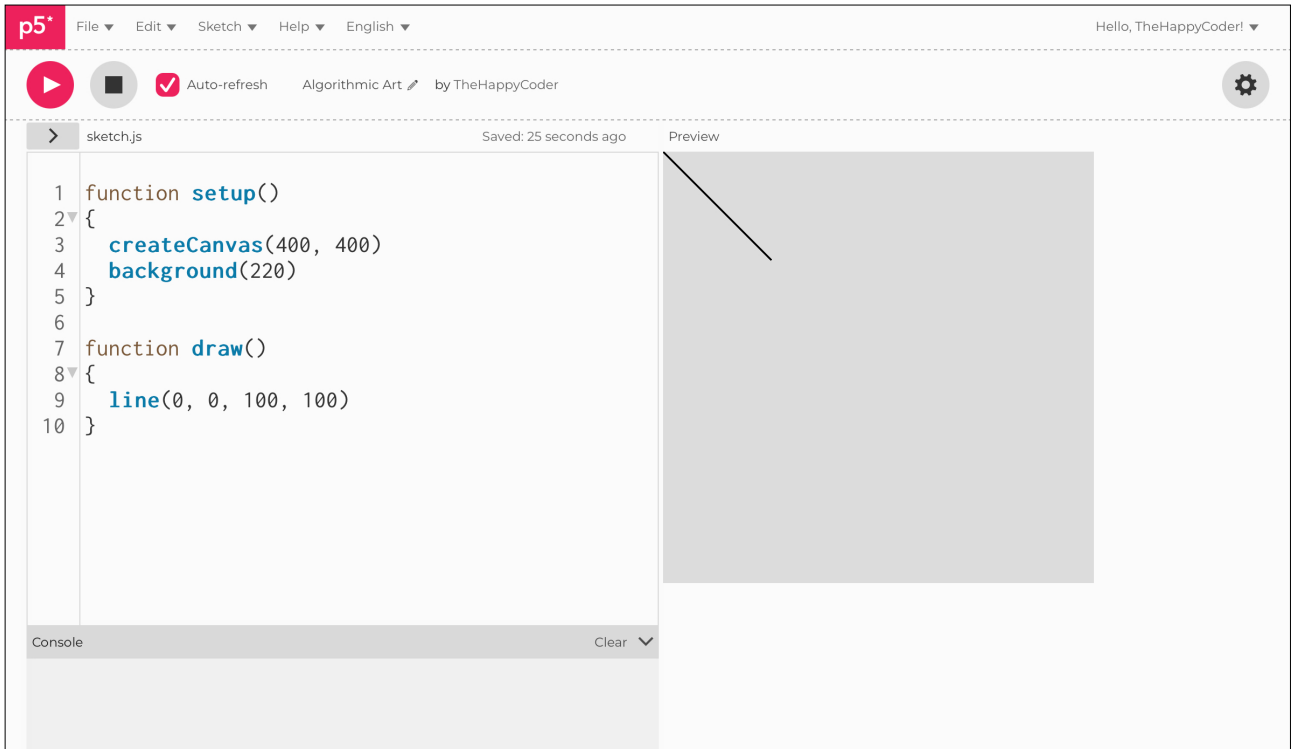 p5* File Edit Sketch Help English Hello, TheHappyCoder!
Auto-refresh Algorithmic Art by TheHappyCoder
sketch.js Saved: 25 seconds ago Preview
1 function setup()
2 {
3 createCanvas(400, 400)
4 background(220)
5 }
6
7 function draw()
8 {
9 line(0, 0, 100, 100)
10 }
Console Clear